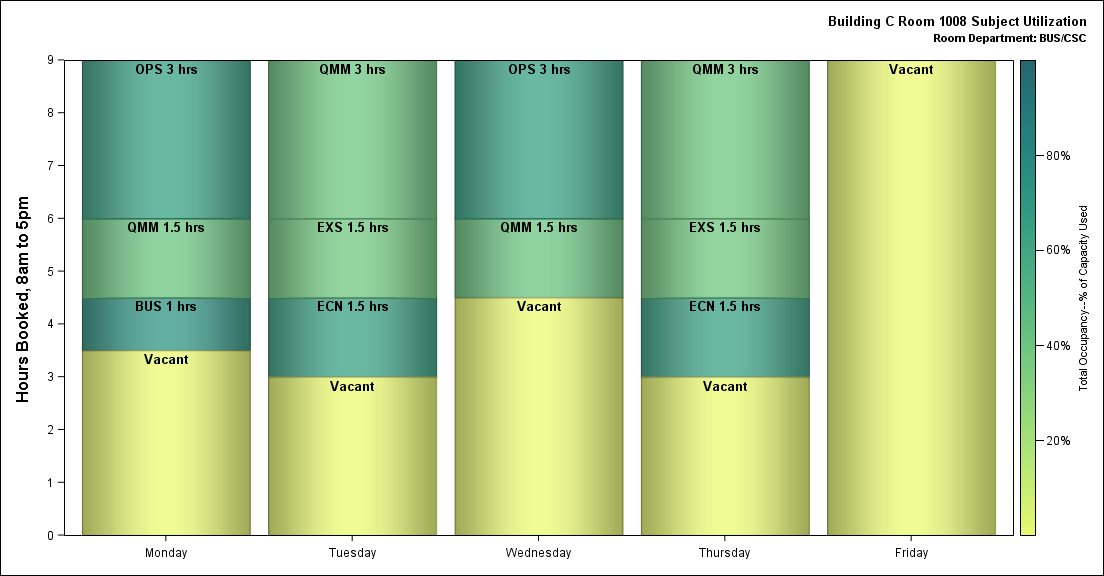 Building C Room 1008 Subject Utilization
Room Department: BUS/CSC
Hours Booked, 8am to 5pm
9
8
7
6
5
4
3
2
1
0
OPS 3 hrs
QMM 1.5 hrs
BUS 1 hrs
Vacant
QMM 3 hrs
EXS 1.5 hrs
ECN 1.5 hrs
Vacant
OPS 3 hrs
QMM 1.5 hrs
Vacant
QMM 3 hrs
EXS 1.5 hrs
ECN 1.5 hrs
Vacant
Vacant
Monday
Tuesday
Wednesday
Thursday
Friday
80%
60%
40%
20%
Total Occupancy--% of Capacity Used